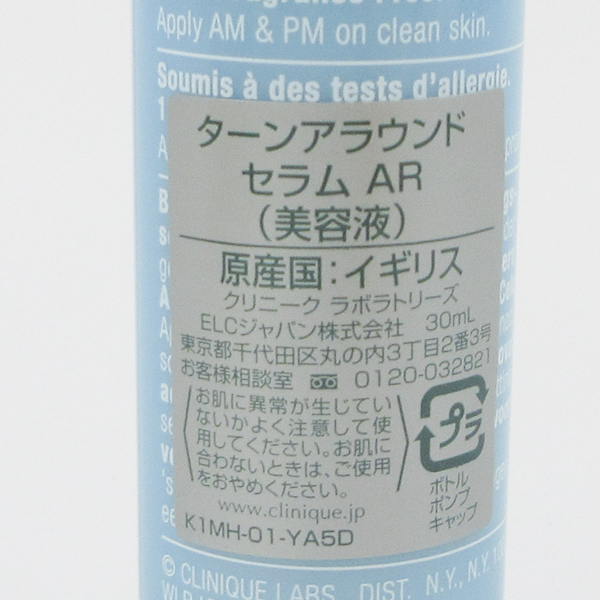 Apply AM & PM on clean skin.
Soumis à des tests d'allergie.
ターンアラウンド
セラム AR
(美容液)
原産国:イギリス
クリニーク ラボラトリーズ
ELCジャパン株式会社 30mL
東京都千代田区丸の内3丁目2番3号
お客様相談室 0120-032821
お肌に異常が生じてい
ないかよく注意して使
用してください。お肌に
合わないときは、ご使用
をおやめください。
プラ
ボトル
ポンプ
キャップ
www.clinique.jp
K1MH-01-YA5D
© CLINIQUE LABS, DIST. N.Y., N.Y.